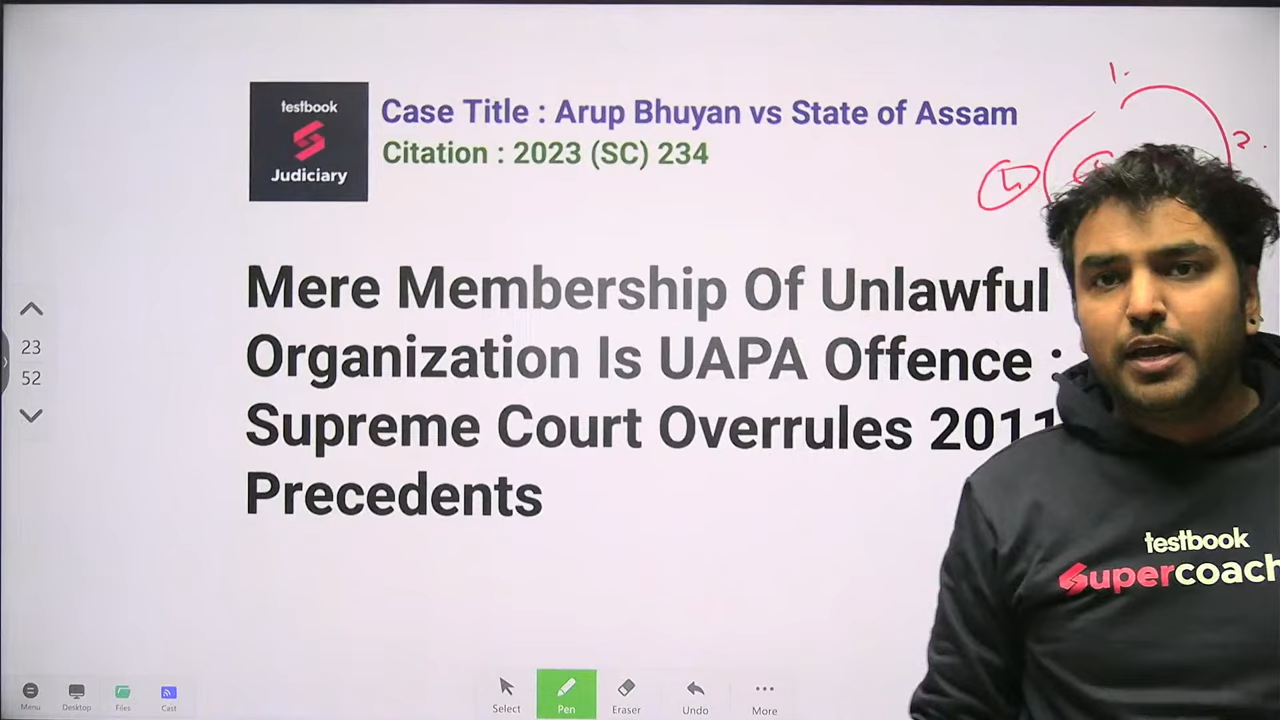 testbook
Judiciary
Case Title : Arup Bhuyan vs State of Assam
Citation : 2023 (SC) 234
1.
2.
Mere Membership Of Unlawful
Organization Is UAPA Offence :
Supreme Court Overrules 2011
Precedents
23
52
testbook
Supercoach
Menu
Desktop
Files
Cast
Select
Pen
Eraser
Undo
More